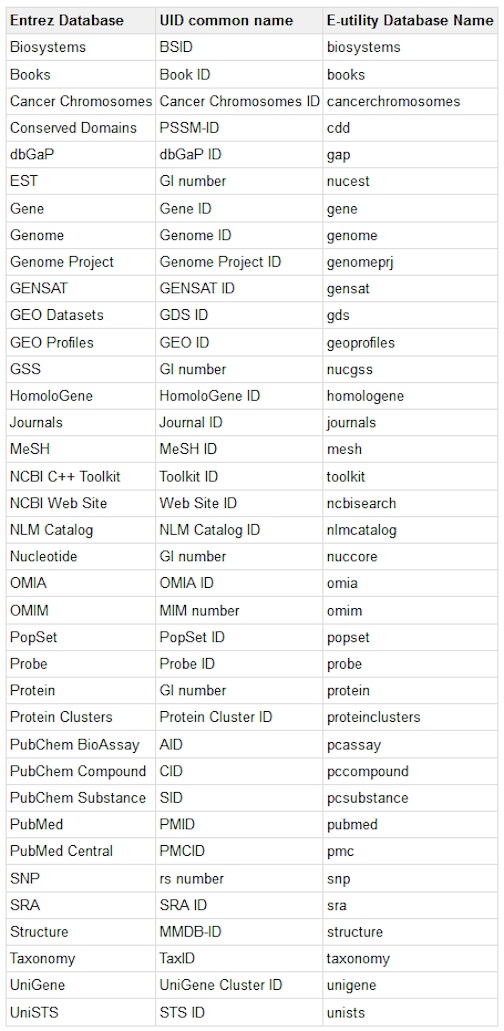 Entrez Database UID common name E-utility Database Name
Biosystems BSID biosystems
Books Book ID books
Cancer Chromosomes Cancer Chromosomes ID cancerchromosomes
Conserved Domains PSSM-ID cdd
dbGaP dbGaP ID gap
EST GI number nucest
Gene Gene ID gene
Genome Genome ID genome
Genome Project Genome Project ID genomeprj
GENSAT GENSAT ID gensat
GEO Datasets GDS ID gds
GEO Profiles GEO ID geoprofiles
GSS GI number nucgss
HomoloGene HomoloGene ID homologene
Journals Journal ID journals
MeSH MeSH ID mesh
NCBI C++ Toolkit Toolkit ID toolkit
NCBI Web Site Web Site ID ncbisearch
NLM Catalog NLM Catalog ID nlmcatalog
Nucleotide GI number nuccore
OMIA OMIA ID omia
OMIM MIM number omim
PopSet PopSet ID popset
Probe Probe ID probe
Protein GI number protein
Protein Clusters Protein Cluster ID proteinclusters
PubChem BioAssay AID pcassay
PubChem Compound CID pccompound
PubChem Substance SID pcsubstance
PubMed PMID pubmed
PubMed Central PMCID pmc
SNP rs number snp
SRA SRA ID sra
Structure MMDB-ID structure
Taxonomy TaxID taxonomy
UniGene UniGene Cluster ID unigene
UniSTS STS ID unists